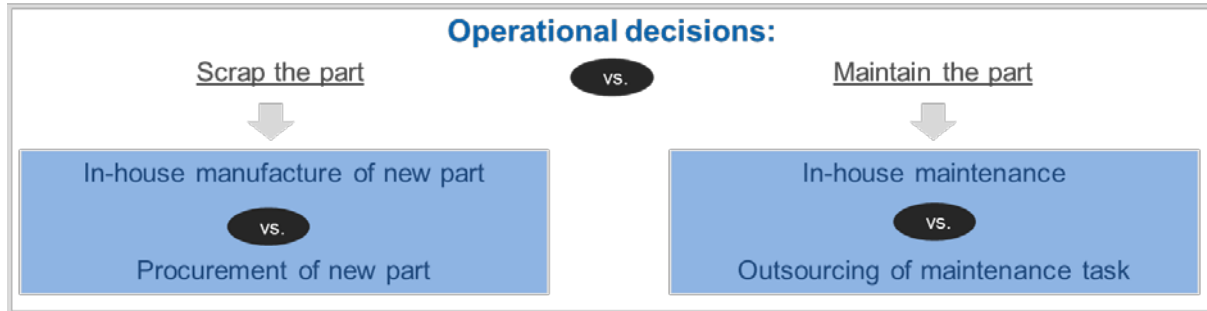 Operational decisions:
Scrap the part
vs.
Maintain the part
In-house manufacture of new part
vs.
Procurement of new part
In-house maintenance
vs.
Outsourcing of maintenance task